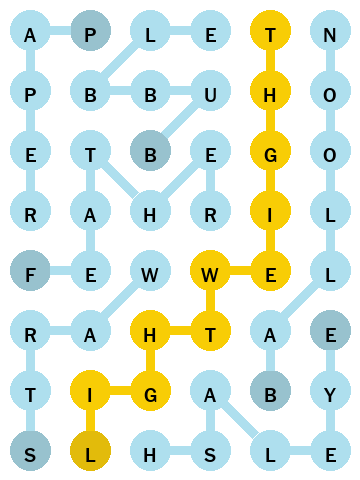 A P L E T N
P B B U H O
E T B E G O
R A H R I L
F E W W E L
R A H T A E
T I G A B Y
S L H S L E